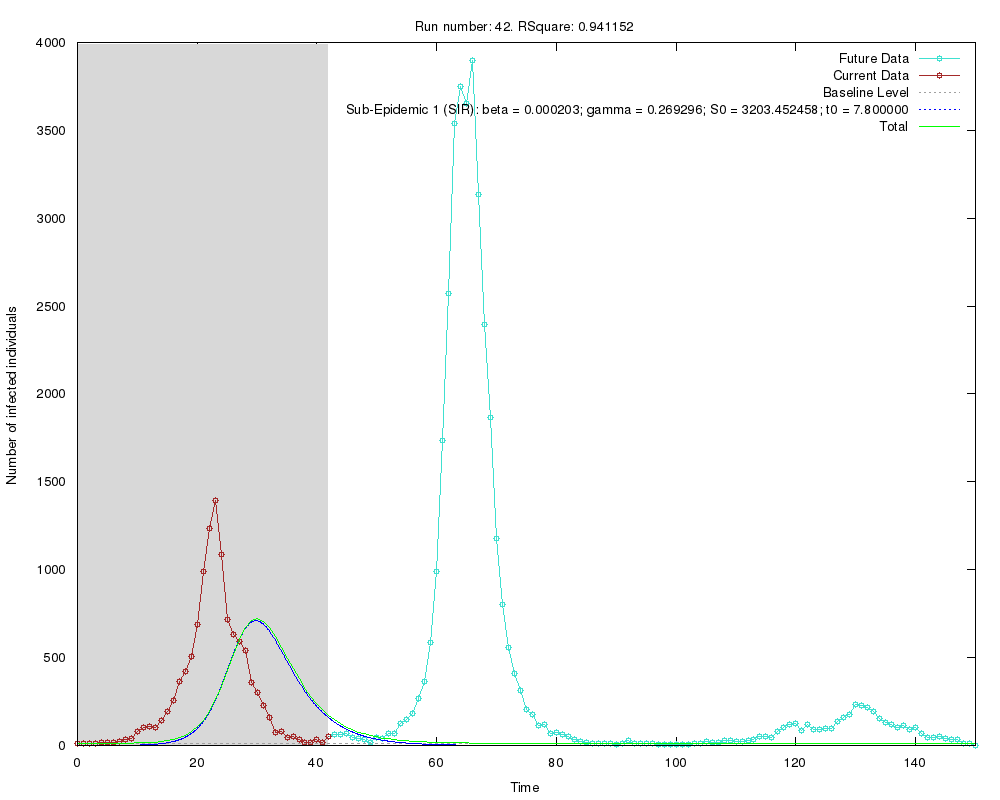 Run number: 42. RSquare: 0.941152
Future Data
Current Data
Baseline Level
Sub-Epidemic 1 (SIR): beta = 0.000203; gamma = 0.269296; S0 = 3203.452458; t0 = 7.800000
Total
4000
3500
3000
2500
2000
1500
1000
500
0
Number of infected individuals
0 20 40 60 80 100 120 140
Time